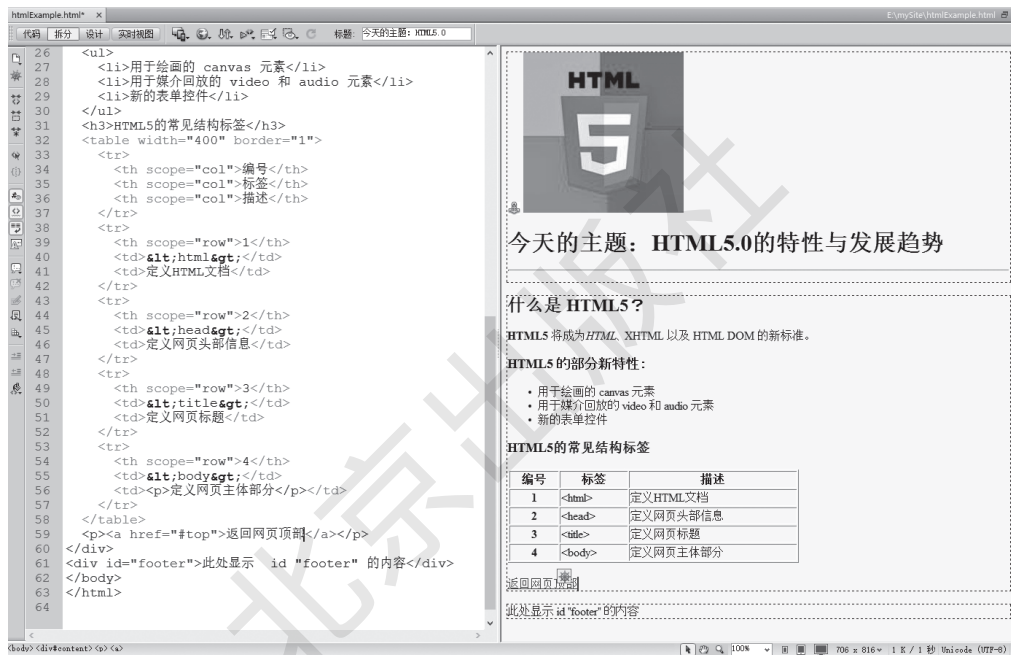 htmlExample.html* ×
E:\mySite\htmlExample.html
代码 拆分 设计 实时视图 标题: 今天的主题: HTML5.0
26 <ul>
27 <li>用于绘画的 canvas 元素</li>
28 <li>用于媒介回放的 video 和 audio 元素</li>
29 <li>新的表单控件</li>
30 </ul>
31 <h3>HTML5的常见结构标签</h3>
32 <table width="400" border="1">
33 <tr>
34 <th scope="col">编号</th>
35 <th scope="col">标签</th>
36 <th scope="col">描述</th>
37 </tr>
38 <tr>
39 <th scope="row">1</th>
40 <td>&lt;html&gt;</td>
41 <td>定义HTML文档</td>
42 </tr>
43 <tr>
44 <th scope="row">2</th>
45 <td>&lt;head&gt;</td>
46 <td>定义网页头部信息</td>
47 </tr>
48 <tr>
49 <th scope="row">3</th>
50 <td>&lt;title&gt;</td>
51 <td>定义网页标题</td>
52 </tr>
53 <tr>
54 <th scope="row">4</th>
55 <td>&lt;body&gt;</td>
56 <td><p>定义网页主体部分</p></td>
57 </tr>
58 </table>
59 <p><a href="#top">返回网页顶部</a></p>
60 </div>
61 <div id="footer">此处显示 id "footer" 的内容</div>
62 </body>
63 </html>
64
HTML
5
今天的主题：HTML5.0的特性与发展趋势
什么是 HTML5？
HTML5 将成为HTML、XHTML 以及 HTML DOM 的新标准。
HTML5 的部分新特性：
• 用于绘画的 canvas 元素
• 用于媒介回放的 video 和 audio 元素
• 新的表单控件
HTML5的常见结构标签
编号 标签 描述
1 <html> 定义HTML文档
2 <head> 定义网页头部信息
3 <title> 定义网页标题
4 <body> 定义网页主体部分
返回网页顶部
此处显示 id "footer" 的内容
<body> <div#content> <p> <a>
100% 706 x 816 1 K / 1 秒 Unicode (UTF-8)
北京出版社